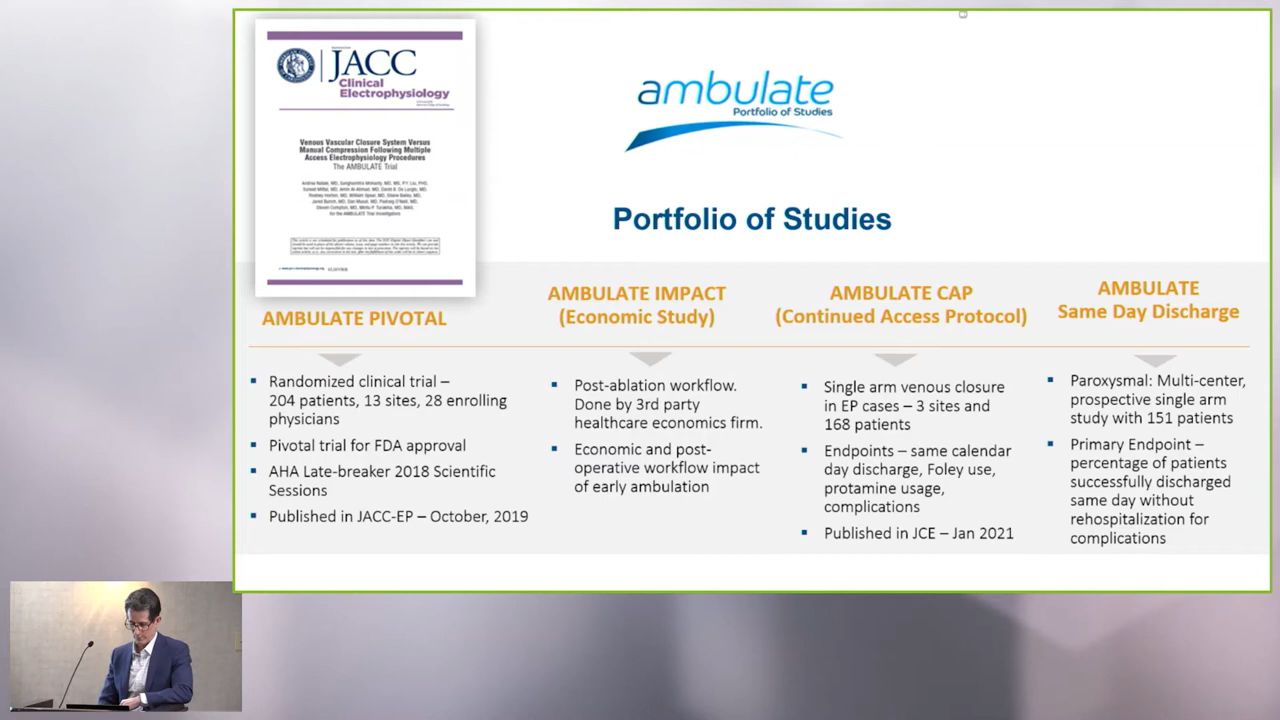 JACC
Clinical
Electrophysiology
Venous Vascular Closure System Versus
Manual Compression Following Multiple
Access Electrophysiology Procedures
The AMBULATE Trial
for the AMBULATE Trial Investigators
ambulate
Portfolio of Studies
Portfolio of Studies
AMBULATE PIVOTAL
▪ Randomized clinical trial –
204 patients, 13 sites, 28 enrolling
physicians
▪ Pivotal trial for FDA approval
▪ AHA Late-breaker 2018 Scientific
Sessions
▪ Published in JACC-EP – October, 2019
AMBULATE IMPACT
(Economic Study)
▪ Post-ablation workflow.
Done by 3rd party
healthcare economics firm.
▪ Economic and post-
operative workflow impact
of early ambulation
AMBULATE CAP
(Continued Access Protocol)
▪ Single arm venous closure
in EP cases – 3 sites and
168 patients
▪ Endpoints – same calendar
day discharge, Foley use,
protamine usage,
complications
▪ Published in JCE – Jan 2021
AMBULATE
Same Day Discharge
▪ Paroxysmal: Multi-center,
prospective single arm
study with 151 patients
▪ Primary Endpoint –
percentage of patients
successfully discharged
same day without
rehospitalization for
complications